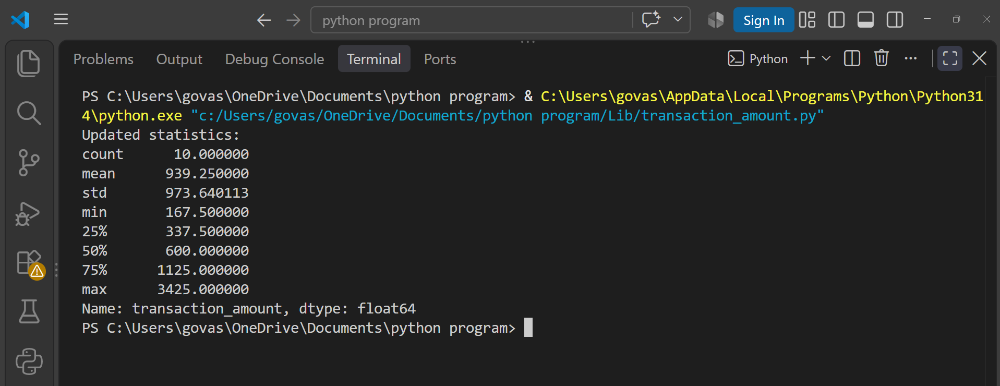 python program
Sign In
Problems Output Debug Console Terminal Ports Python
PS C:\Users\govas\OneDrive\Documents\python program> & C:\Users\govas\AppData\Local\Programs\Python\Python31
4\python.exe "c:/Users/govas/OneDrive/Documents/python program/Lib/transaction_amount.py"
Updated statistics:
count 10.000000
mean 939.250000
std 973.640113
min 167.500000
25% 337.500000
50% 600.000000
75% 1125.000000
max 3425.000000
Name: transaction_amount, dtype: float64
PS C:\Users\govas\OneDrive\Documents\python program>